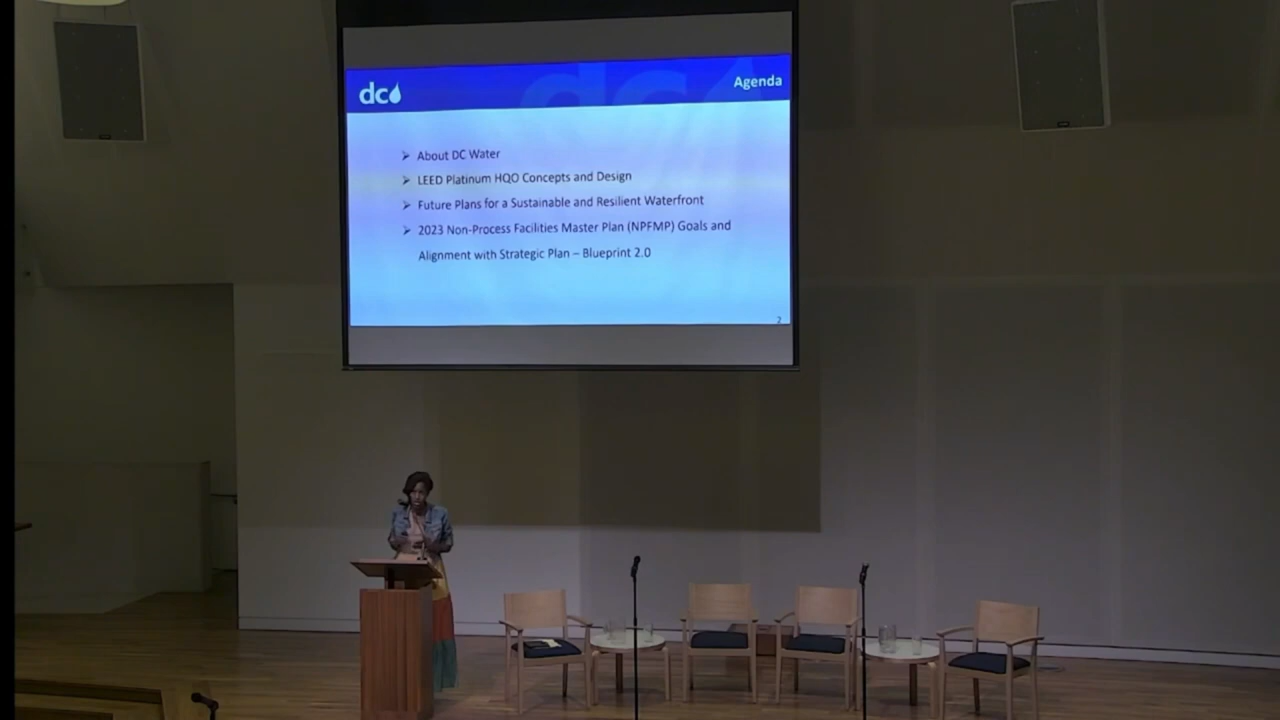 dc
Agenda
About DC Water
LEED Platinum HQO Concepts and Design
Future Plans for a Sustainable and Resilient Waterfront
2023 Non-Process Facilities Master Plan (NPFMP) Goals and
Alignment with Strategic Plan – Blueprint 2.0
2